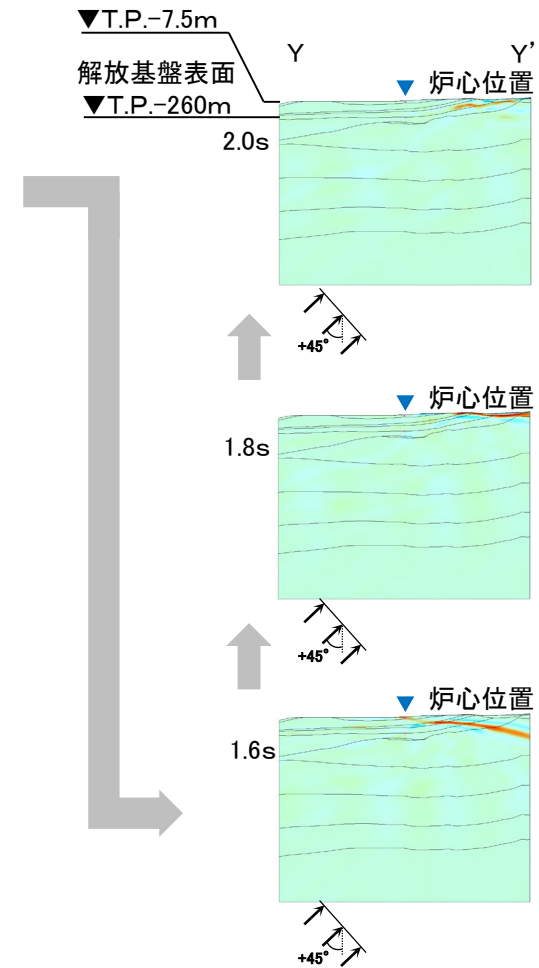 ▼T.P.-7.5m
Y Y’
解放基盤表面
▼ 炉心位置
▼T.P.-260m
2.0s
+45°
▼ 炉心位置
1.8s
+45°
▼ 炉心位置
1.6s
+45°